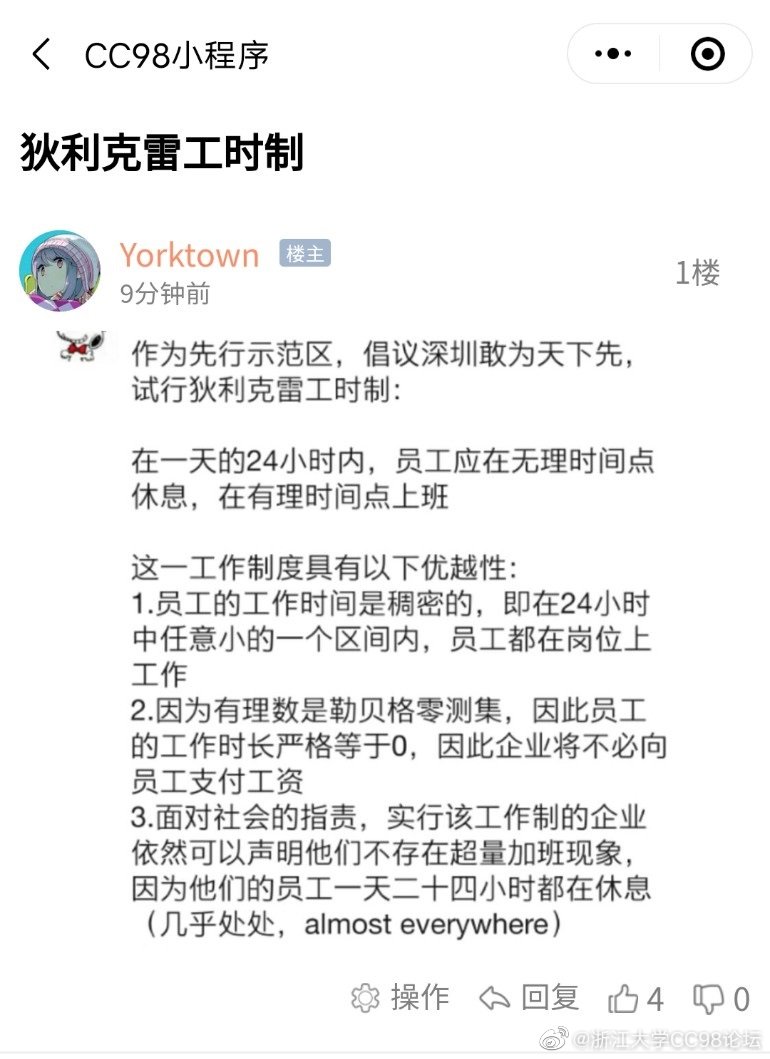 CC98小程序
狄利克雷工时制
Yorktown 楼主
9分钟前
1楼
作为先行示范区，倡议深圳敢为天下先，
试行狄利克雷工时制：
在一天的24小时内，员工应在无理时间点
休息，在有理时间点上班
这一工作制度具有以下优越性：
1.员工的工作时间是稠密的，即在24小时
中任意小的一个区间内，员工都在岗位上
工作
2.因为有理数是勒贝格零测集，因此员工
的工作时长严格等于0，因此企业将不必向
员工支付工资
3.面对社会的指责，实行该工作制的企业
依然可以声明他们不存在超量加班现象，
因为他们的员工一天二十四小时都在休息
（几乎处处，almost everywhere）
操作 回复 4 0
@浙江大学CC98论坛